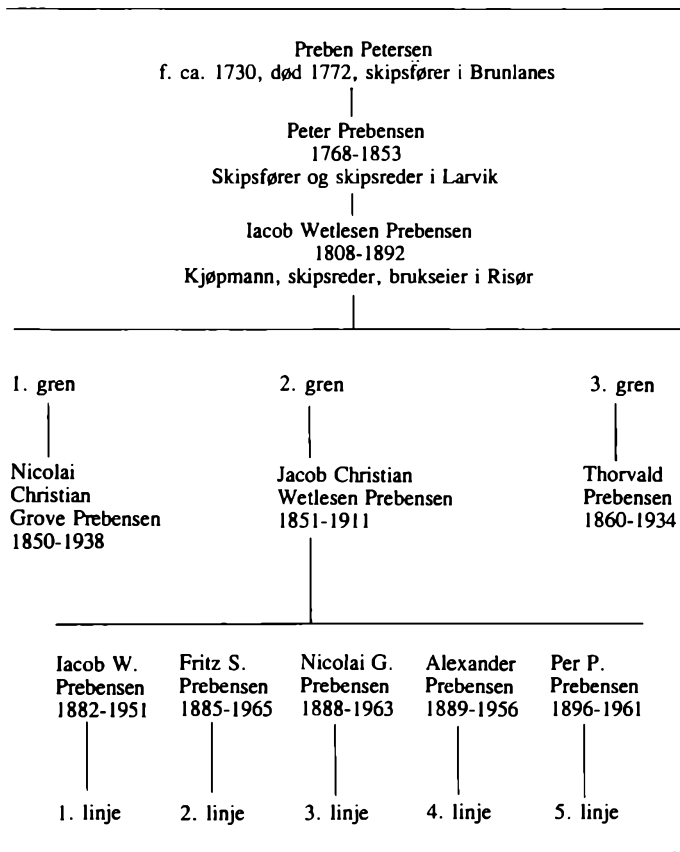 Preben Petersen
f. ca. 1730, død 1772, skipsfører i Brunlanes
Peter Prebensen
1768-1853
Skipsfører og skipsreder i Larvik
Iacob Wetlesen Prebensen
1808-1892
Kjøpmann, skipsreder, brukseier i Risør
1. gren
2. gren
3. gren
Nicolai
Christian
Grove Prebensen
1850-1938
Jacob Christian
Wetlesen Prebensen
1851-1911
Thorvald
Prebensen
1860-1934
Iacob W.
Prebensen
1882-1951
Fritz S.
Prebensen
1885-1965
Nicolai G.
Prebensen
1888-1963
Alexander
Prebensen
1889-1956
Per P.
Prebensen
1896-1961
1. linje
2. linje
3. linje
4. linje
5. linje